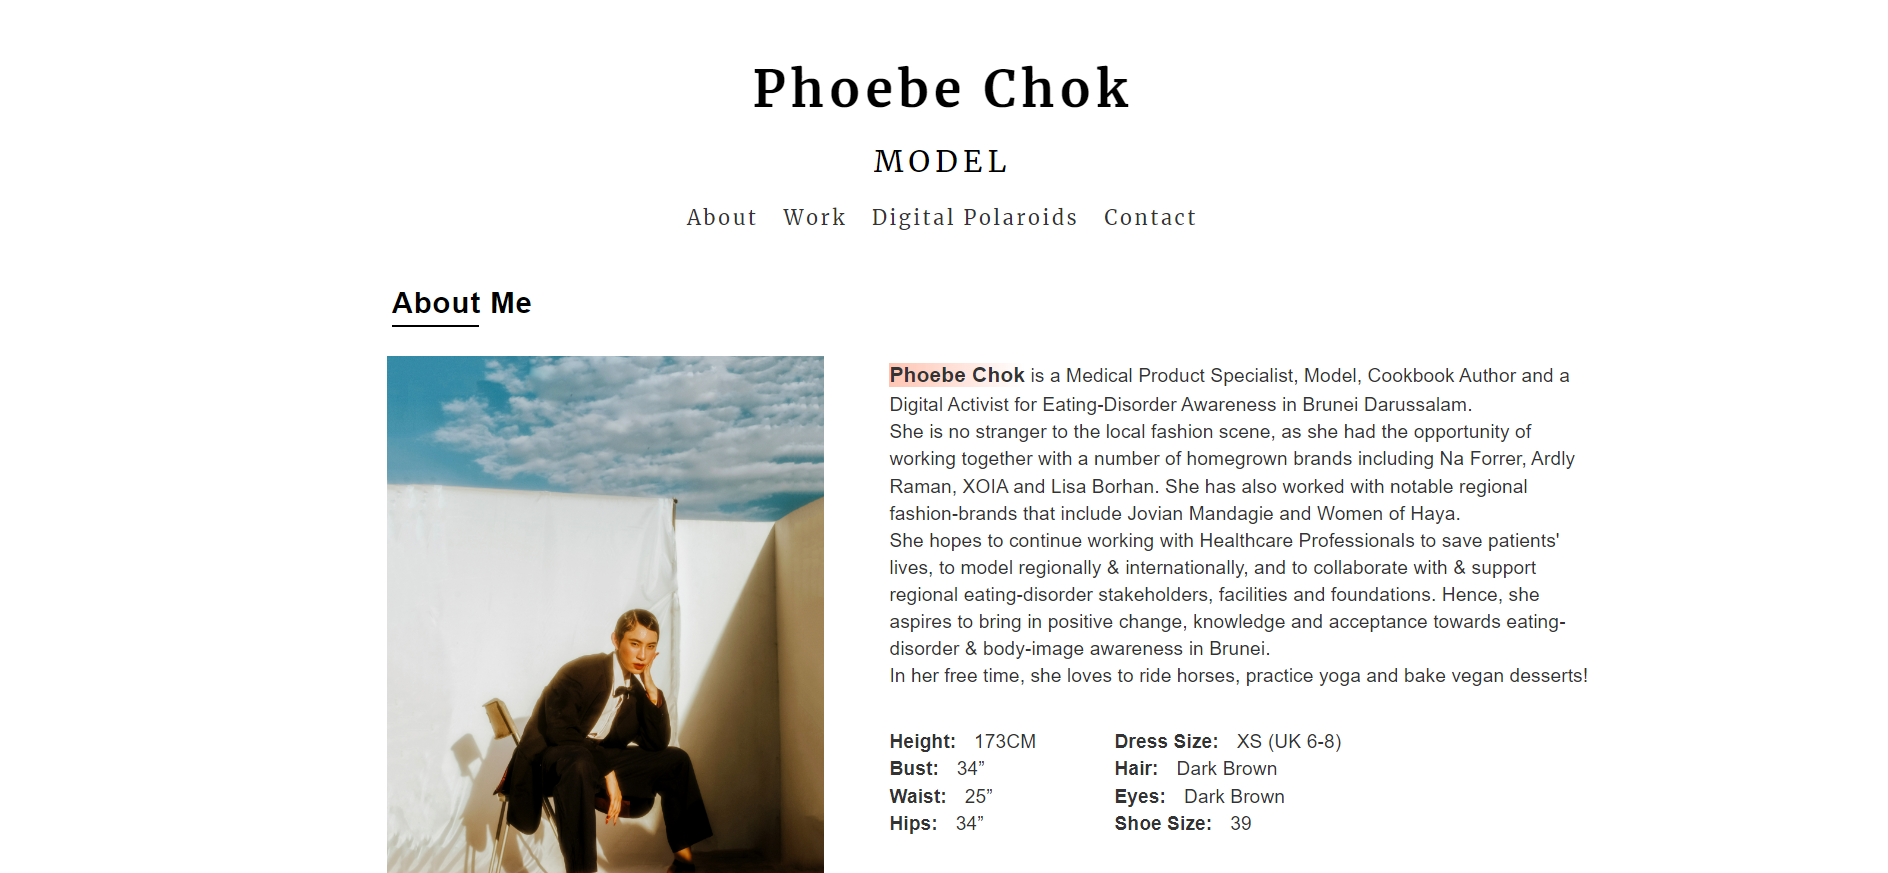 Phoebe Chok
MODEL
About Work Digital Polaroids Contact
About Me
Phoebe Chok is a Medical Product Specialist, Model, Cookbook Author and a
Digital Activist for Eating-Disorder Awareness in Brunei Darussalam.
She is no stranger to the local fashion scene, as she had the opportunity of
working together with a number of homegrown brands including Na Forrer, Ardly
Raman, XOIA and Lisa Borhan. She has also worked with notable regional
fashion-brands that include Jovian Mandagie and Women of Haya.
She hopes to continue working with Healthcare Professionals to save patients'
lives, to model regionally & internationally, and to collaborate with & support
regional eating-disorder stakeholders, facilities and foundations. Hence, she
aspires to bring in positive change, knowledge and acceptance towards eating-
disorder & body-image awareness in Brunei.
In her free time, she loves to ride horses, practice yoga and bake vegan desserts!
Height: 173CM
Bust: 34”
Waist: 25”
Hips: 34”
Dress Size: XS (UK 6-8)
Hair: Dark Brown
Eyes: Dark Brown
Shoe Size: 39